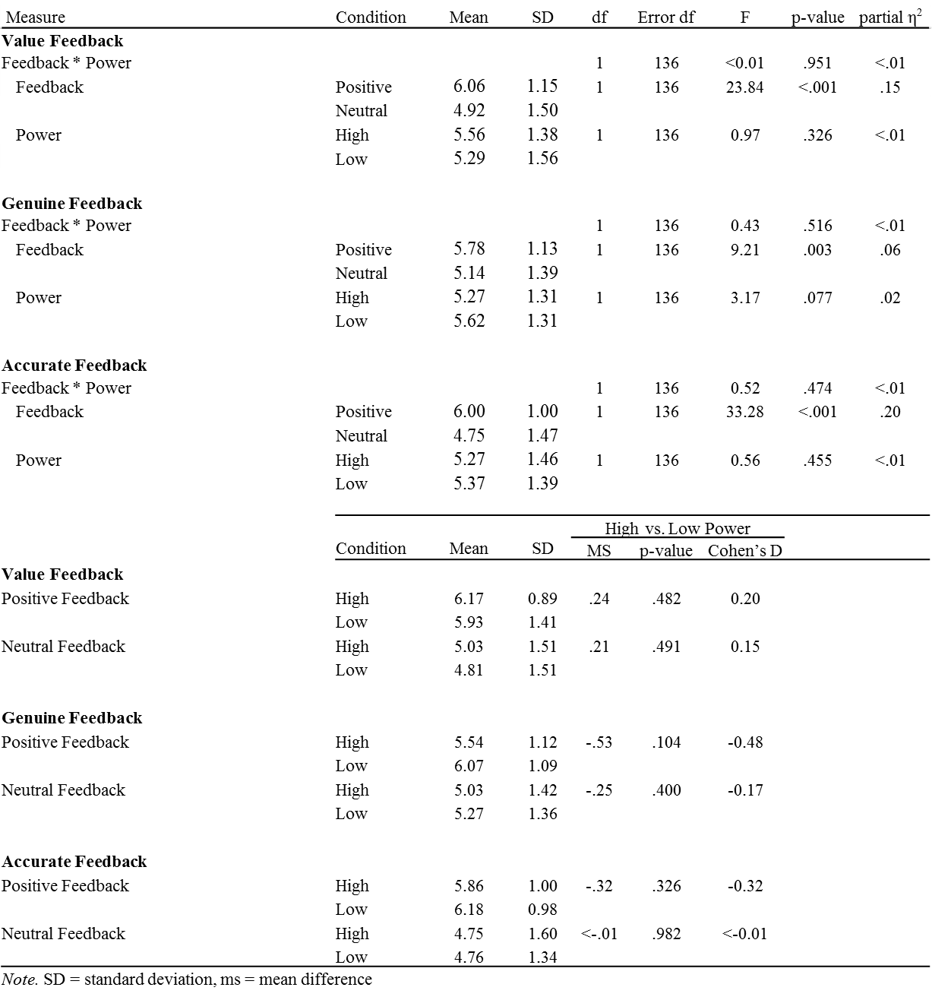 Measure Condition Mean SD df Error df F p-value partial η²
Value Feedback
Feedback * Power 1 136 <0.01 .951 <.01
Feedback Positive 6.06 1.15 1 136 23.84 <.001 .15
Neutral 4.92 1.50
Power High 5.56 1.38 1 136 0.97 .326 <.01
Low 5.29 1.56
Genuine Feedback
Feedback * Power 1 136 0.43 .516 <.01
Feedback Positive 5.78 1.13 1 136 9.21 .003 .06
Neutral 5.14 1.39
Power High 5.27 1.31 1 136 3.17 .077 .02
Low 5.62 1.31
Accurate Feedback
Feedback * Power 1 136 0.52 .474 <.01
Feedback Positive 6.00 1.00 1 136 33.28 <.001 .20
Neutral 4.75 1.47
Power High 5.27 1.46 1 136 0.56 .455 <.01
Low 5.37 1.39
High vs. Low Power
Condition Mean SD MS p-value Cohen's D
Value Feedback
Positive Feedback High 6.17 0.89 .24 .482 0.20
Low 5.93 1.41
Neutral Feedback High 5.03 1.51 .21 .491 0.15
Low 4.81 1.51
Genuine Feedback
Positive Feedback High 5.54 1.12 -.53 .104 -0.48
Low 6.07 1.09
Neutral Feedback High 5.03 1.42 -.25 .400 -0.17
Low 5.27 1.36
Accurate Feedback
Positive Feedback High 5.86 1.00 -.32 .326 -0.32
Low 6.18 0.98
Neutral Feedback High 4.75 1.60 <-.01 .982 <-0.01
Low 4.76 1.34
Note. SD = standard deviation, ms = mean difference